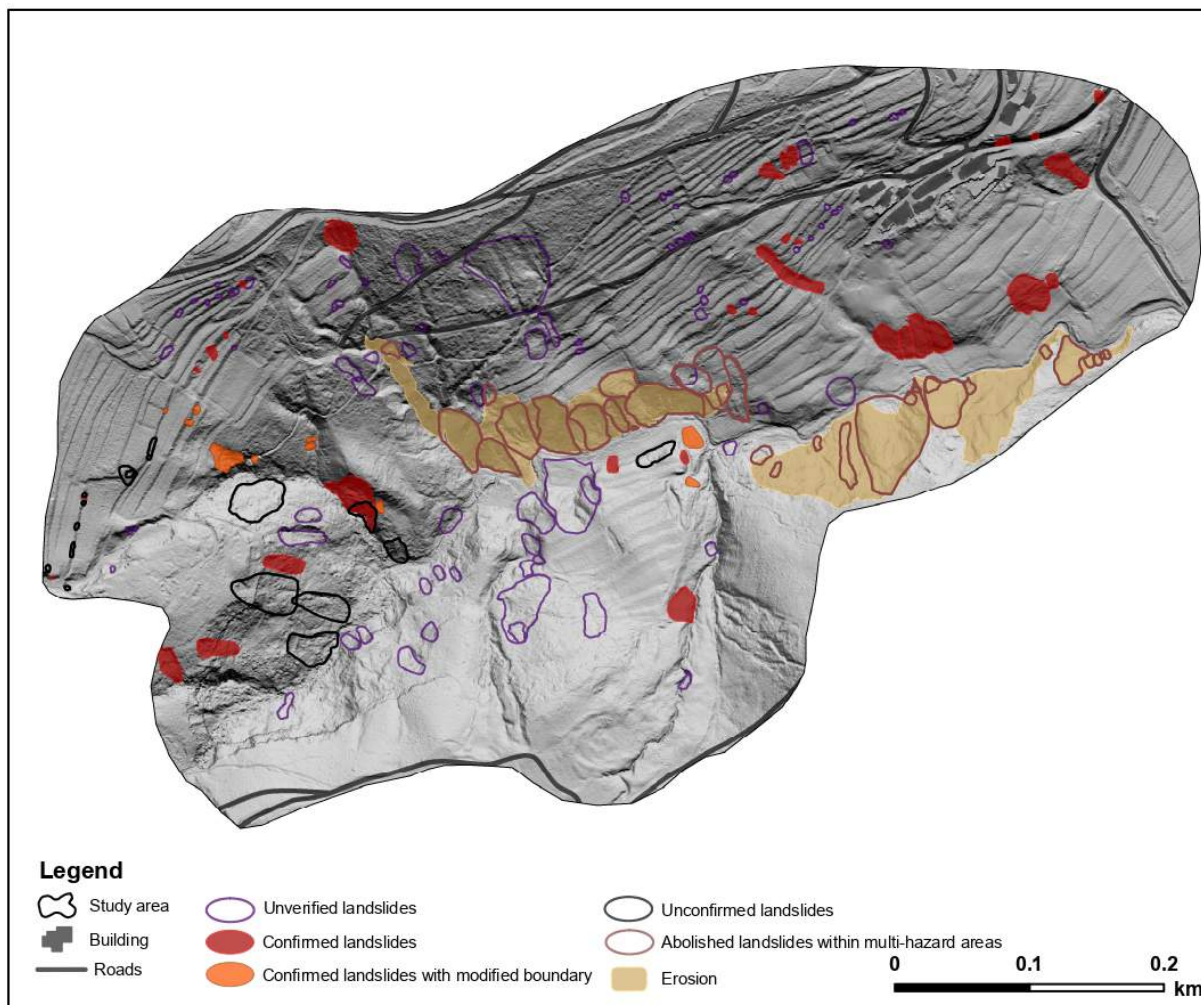 Legend
Study area
Building
Roads
Unverified landslides
Confirmed landslides
Confirmed landslides with modified boundary
Unconfirmed landslides
Abolished landslides within multi-hazard areas
Erosion
0 0.1 0.2
km